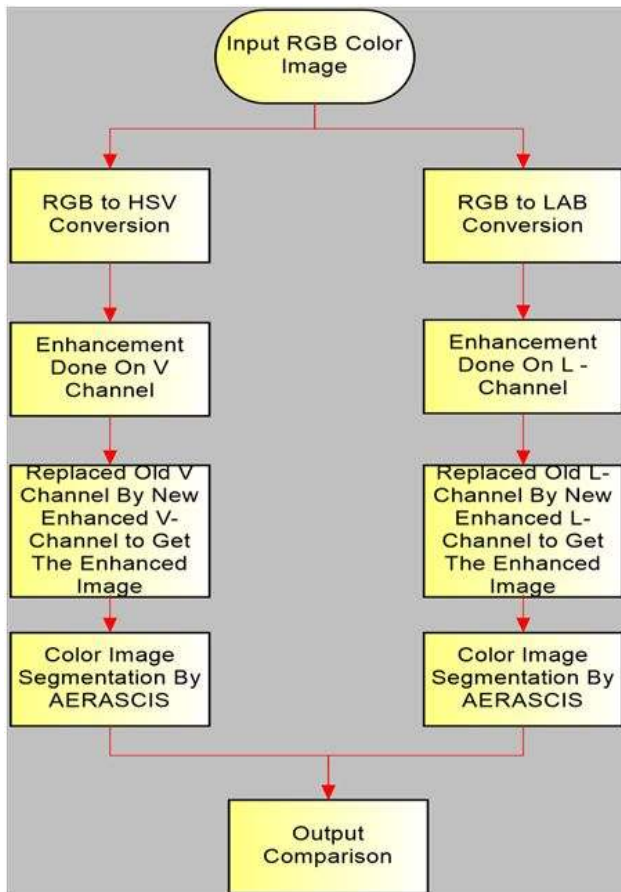 Input RGB Color
Image
RGB to HSV
Conversion
RGB to LAB
Conversion
Enhancement
Done On V
Channel
Enhancement
Done On L -
Channel
Replaced Old V
Channel By New
Enhanced V-
Channel to Get
The Enhanced
Image
Replaced Old L-
Channel By New
Enhanced L-
Channel to Get
The Enhanced
Image
Color Image
Segmentation By
AERASCIS
Color Image
Segmentation By
AERASCIS
Output
Comparison